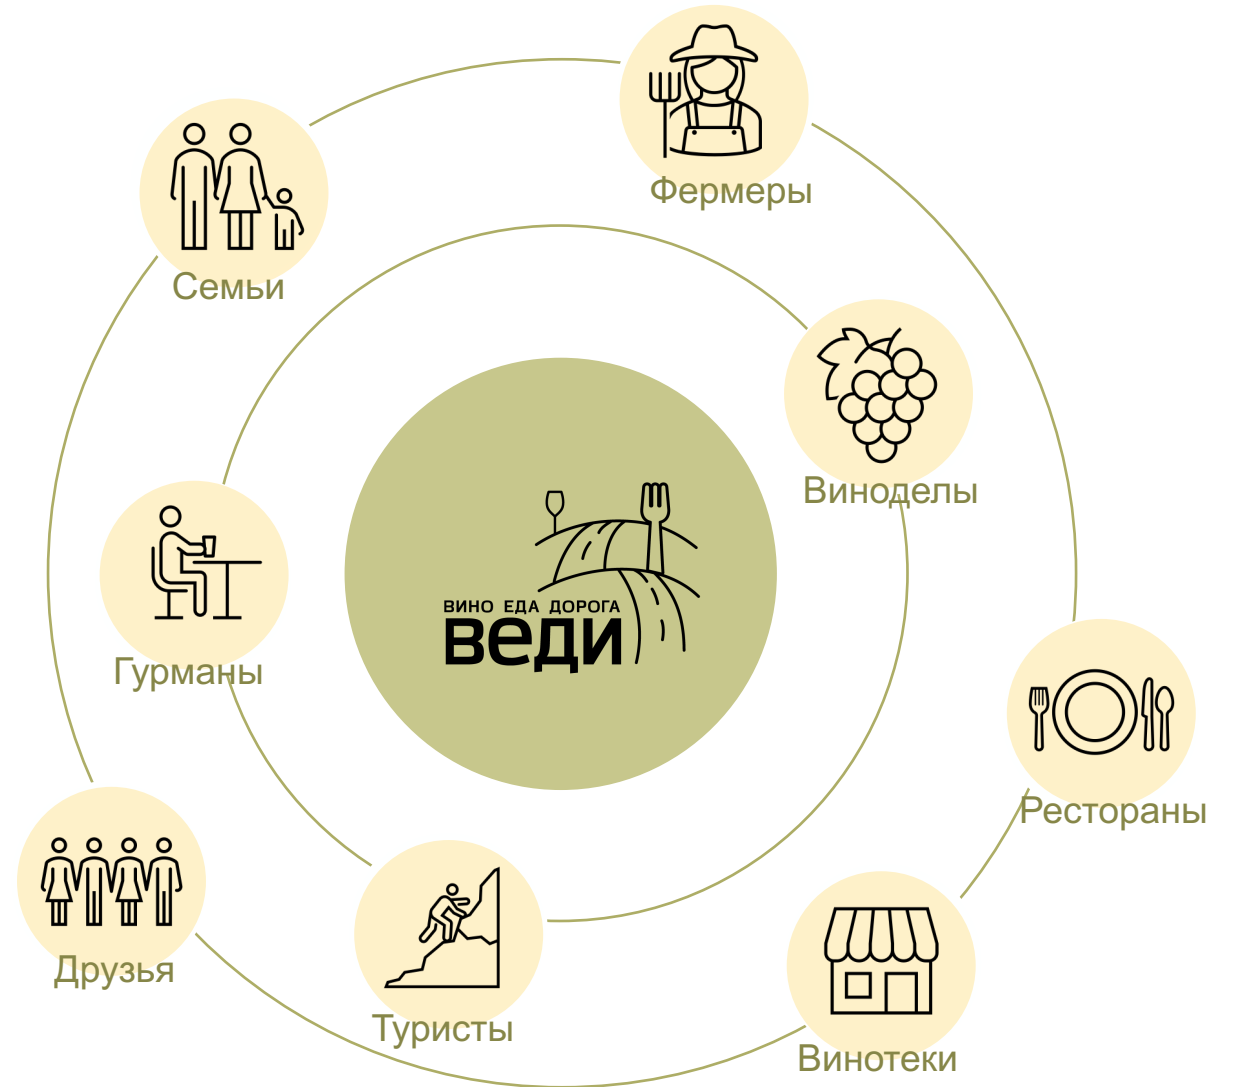 Фермеры
Семьи
Виноделы
ВИНО ЕДА ДОРОГА
веди
Гурманы
Рестораны
Друзья
Туристы
Винотеки